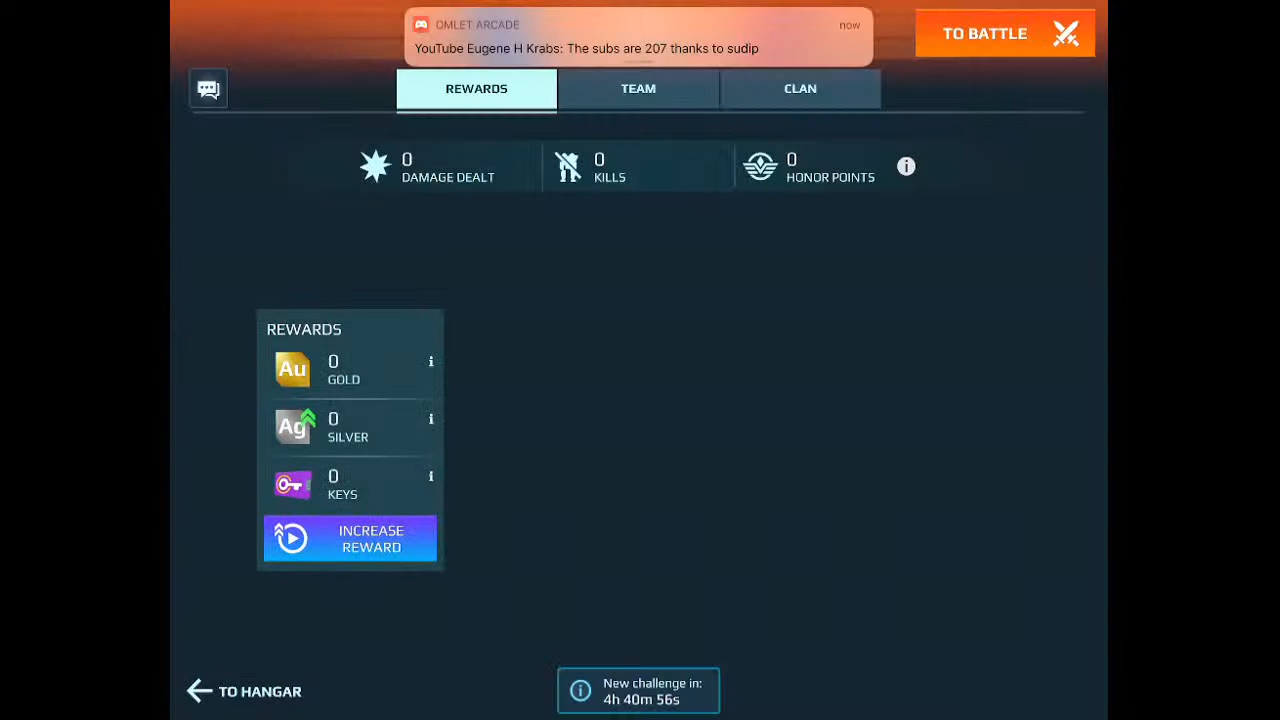 OMLET ARCADE
now
YouTube Eugene H Krabs: The subs are 207 thanks to sudip
TO BATTLE
REWARDS
TEAM
CLAN
0
DAMAGE DEALT
0
KILLS
0
HONOR POINTS
i
REWARDS
Au
0
GOLD
i
Ag
0
SILVER
i
0
KEYS
i
INCREASE
REWARD
TO HANGAR
i
New challenge in:
4h 40m 56s